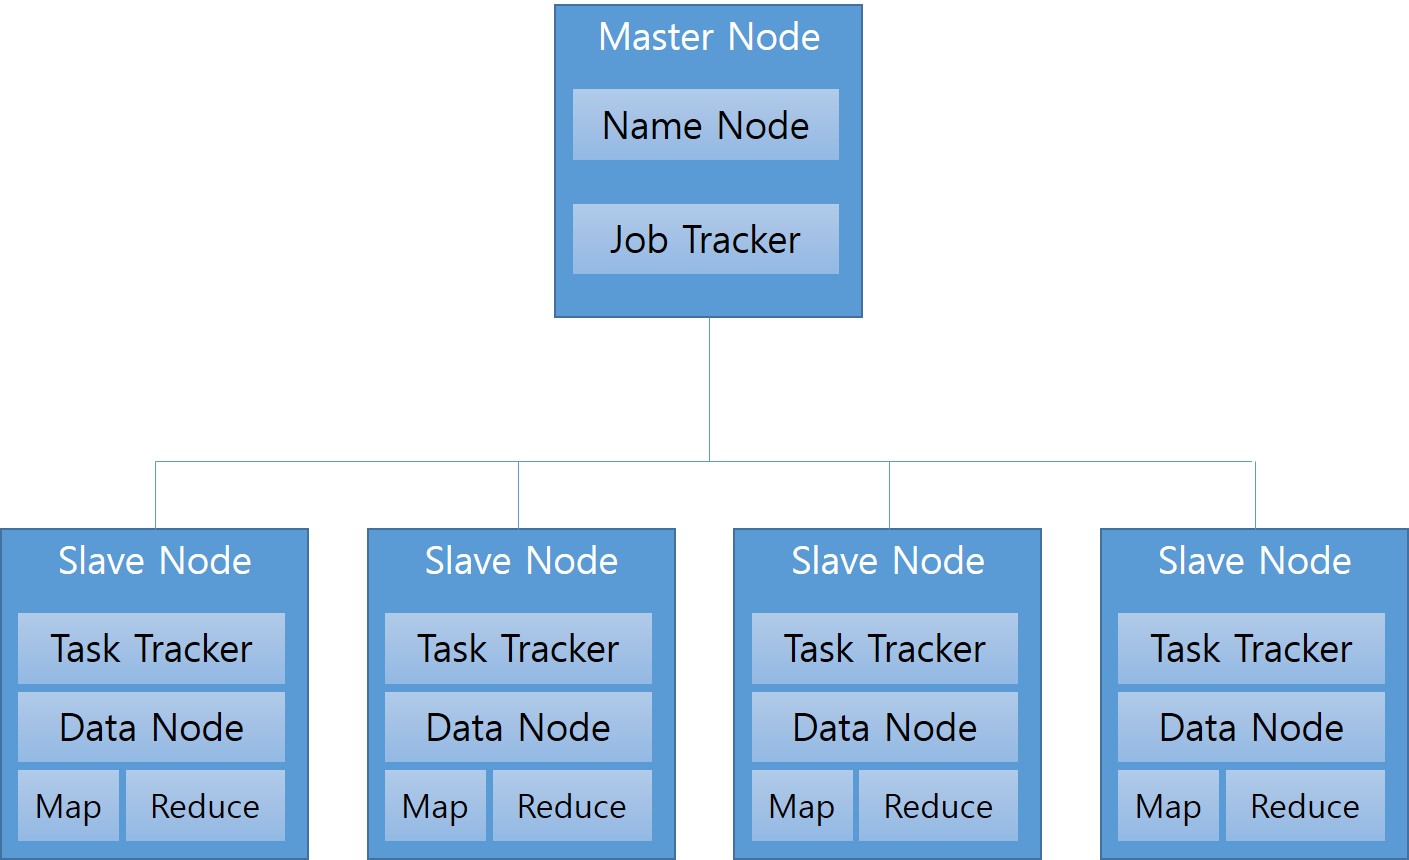 Master Node
Name Node
Job Tracker
Slave Node
Task Tracker
Data Node
Map Reduce
Slave Node
Task Tracker
Data Node
Map Reduce
Slave Node
Task Tracker
Data Node
Map Reduce
Slave Node
Task Tracker
Data Node
Map Reduce